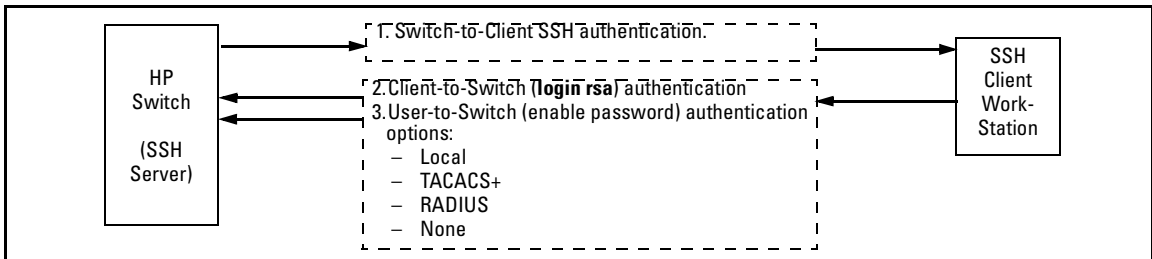 HP
Switch
(SSH
Server)
1. Switch-to-Client SSH authentication.
2.Client-to-Switch (login rsa) authentication
3.User-to-Switch (enable password) authentication
options:
– Local
– TACACS+
– RADIUS
– None
SSH
Client
Work-
Station